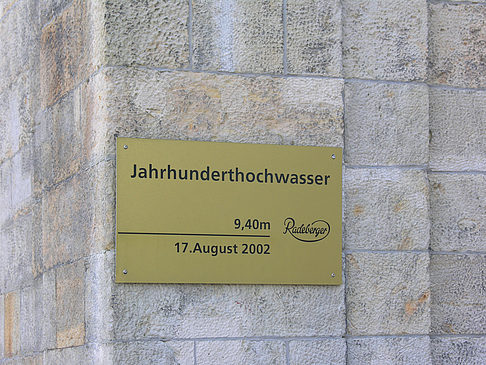 Jahrhunderthochwasser
9,40m
Radeberger
17.August 2002